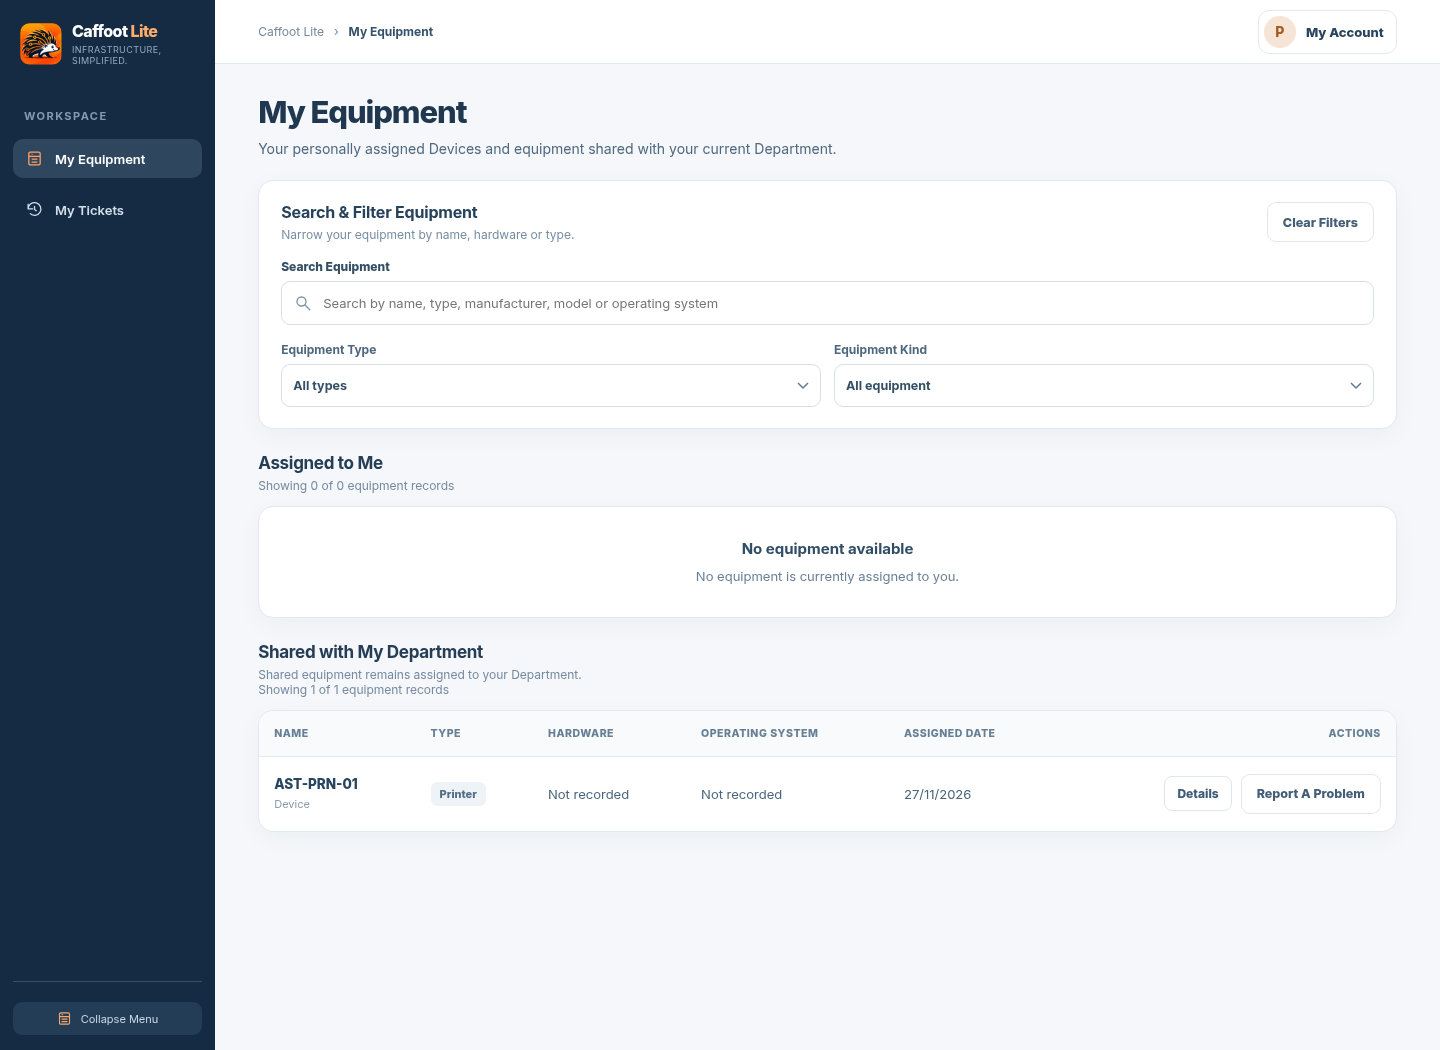 Caffoot Lite
INFRASTRUCTURE,
SIMPLIFIED.
WORKSPACE
My Equipment
My Tickets
Collapse Menu
Caffoot Lite › My Equipment
P My Account
My Equipment
Your personally assigned Devices and equipment shared with your current Department.
Search & Filter Equipment
Narrow your equipment by name, hardware or type.
Clear Filters
Search Equipment
Search by name, type, manufacturer, model or operating system
Equipment Type Equipment Kind
All types All equipment
Assigned to Me
Showing 0 of 0 equipment records
No equipment available
No equipment is currently assigned to you.
Shared with My Department
Shared equipment remains assigned to your Department.
Showing 1 of 1 equipment records
NAME TYPE HARDWARE OPERATING SYSTEM ASSIGNED DATE ACTIONS
AST-PRN-01
Device
Printer Not recorded Not recorded 27/11/2026 Details Report A Problem